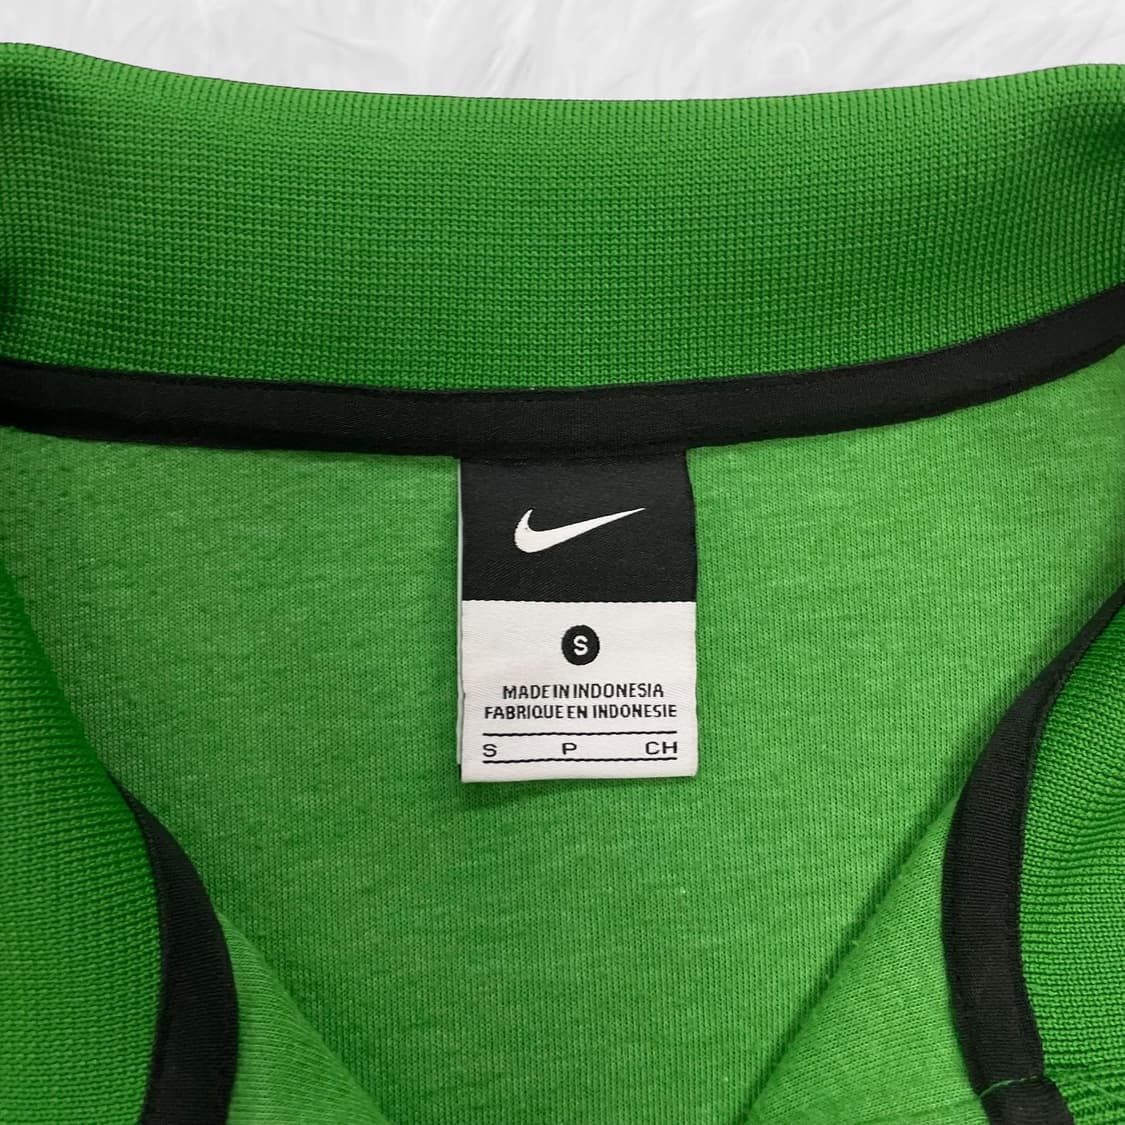 S
MADE IN INDONESIA
FABRIQUE EN INDONESIE
S P CH